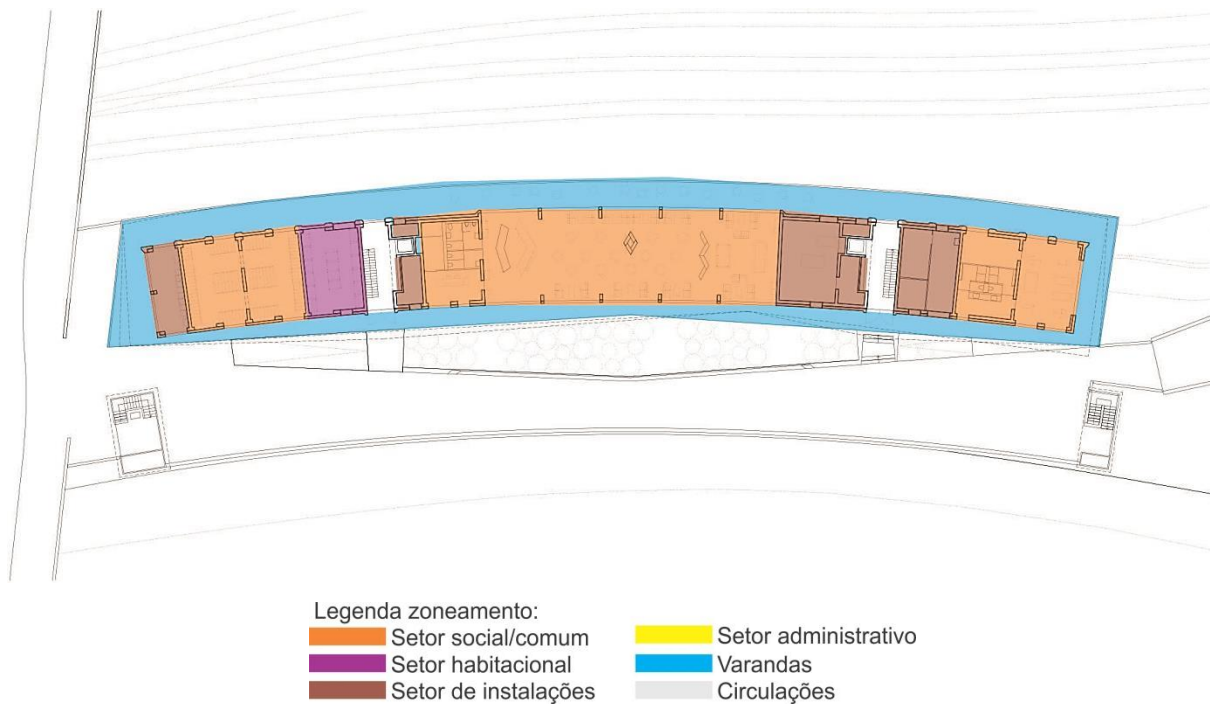 Legenda zoneamento:
Setor social/comum
Setor habitacional
Setor de instalações
Setor administrativo
Varandas
Circulações